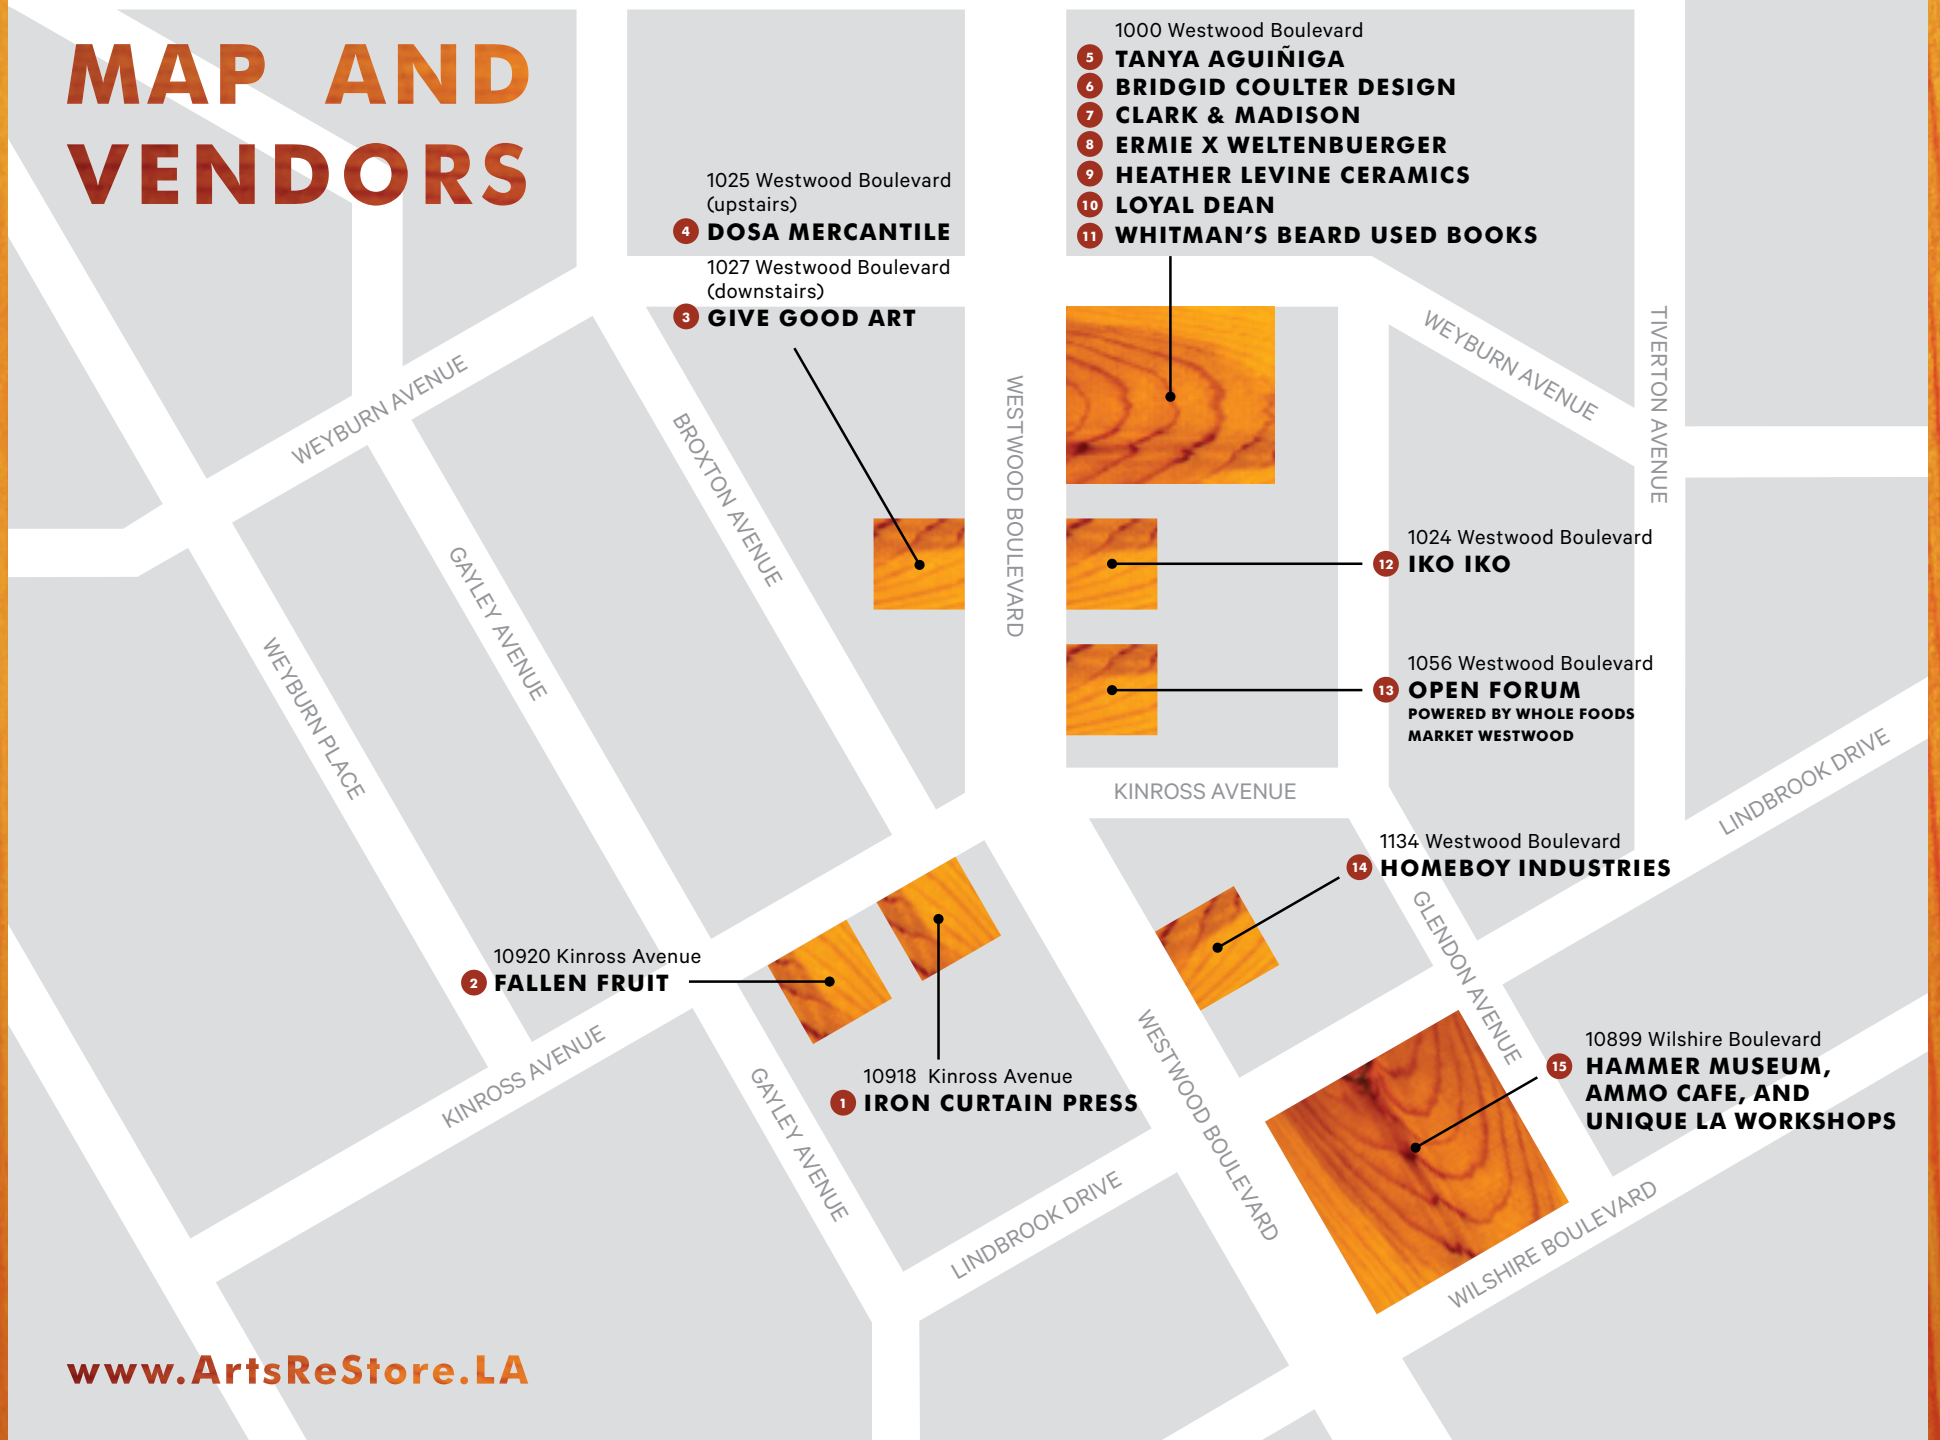 MAP AND
VENDORS
1000 Westwood Boulevard
5 TANYA AGUIÑIGA
6 BRIDGID COULTER DESIGN
7 CLARK & MADISON
8 ERMIE X WELTENBUERGER
9 HEATHER LEVINE CERAMICS
10 LOYAL DEAN
11 WHITMAN'S BEARD USED BOOKS
1025 Westwood Boulevard
(upstairs)
4 DOSA MERCANTILE
1027 Westwood Boulevard
(downstairs)
3 GIVE GOOD ART
WEYBURN AVENUE
BROXTON AVENUE
WESTWOOD BOULEVARD
WEYBURN AVENUE
TIVERTON AVENUE
GAYLEY AVENUE
WEYBURN PLACE
1024 Westwood Boulevard
12 IKO IKO
1056 Westwood Boulevard
13 OPEN FORUM
POWERED BY WHOLE FOODS
MARKET WESTWOOD
KINROSS AVENUE
LINDBROOK DRIVE
1134 Westwood Boulevard
14 HOMEBOY INDUSTRIES
GLENDON AVENUE
10920 Kinross Avenue
2 FALLEN FRUIT
KINROSS AVENUE
10918 Kinross Avenue
1 IRON CURTAIN PRESS
GAYLEY AVENUE
WESTWOOD BOULEVARD
10899 Wilshire Boulevard
15 HAMMER MUSEUM,
AMMO CAFE, AND
UNIQUE LA WORKSHOPS
LINDBROOK DRIVE
WILSHIRE BOULEVARD
www.ArtsReStore.LA